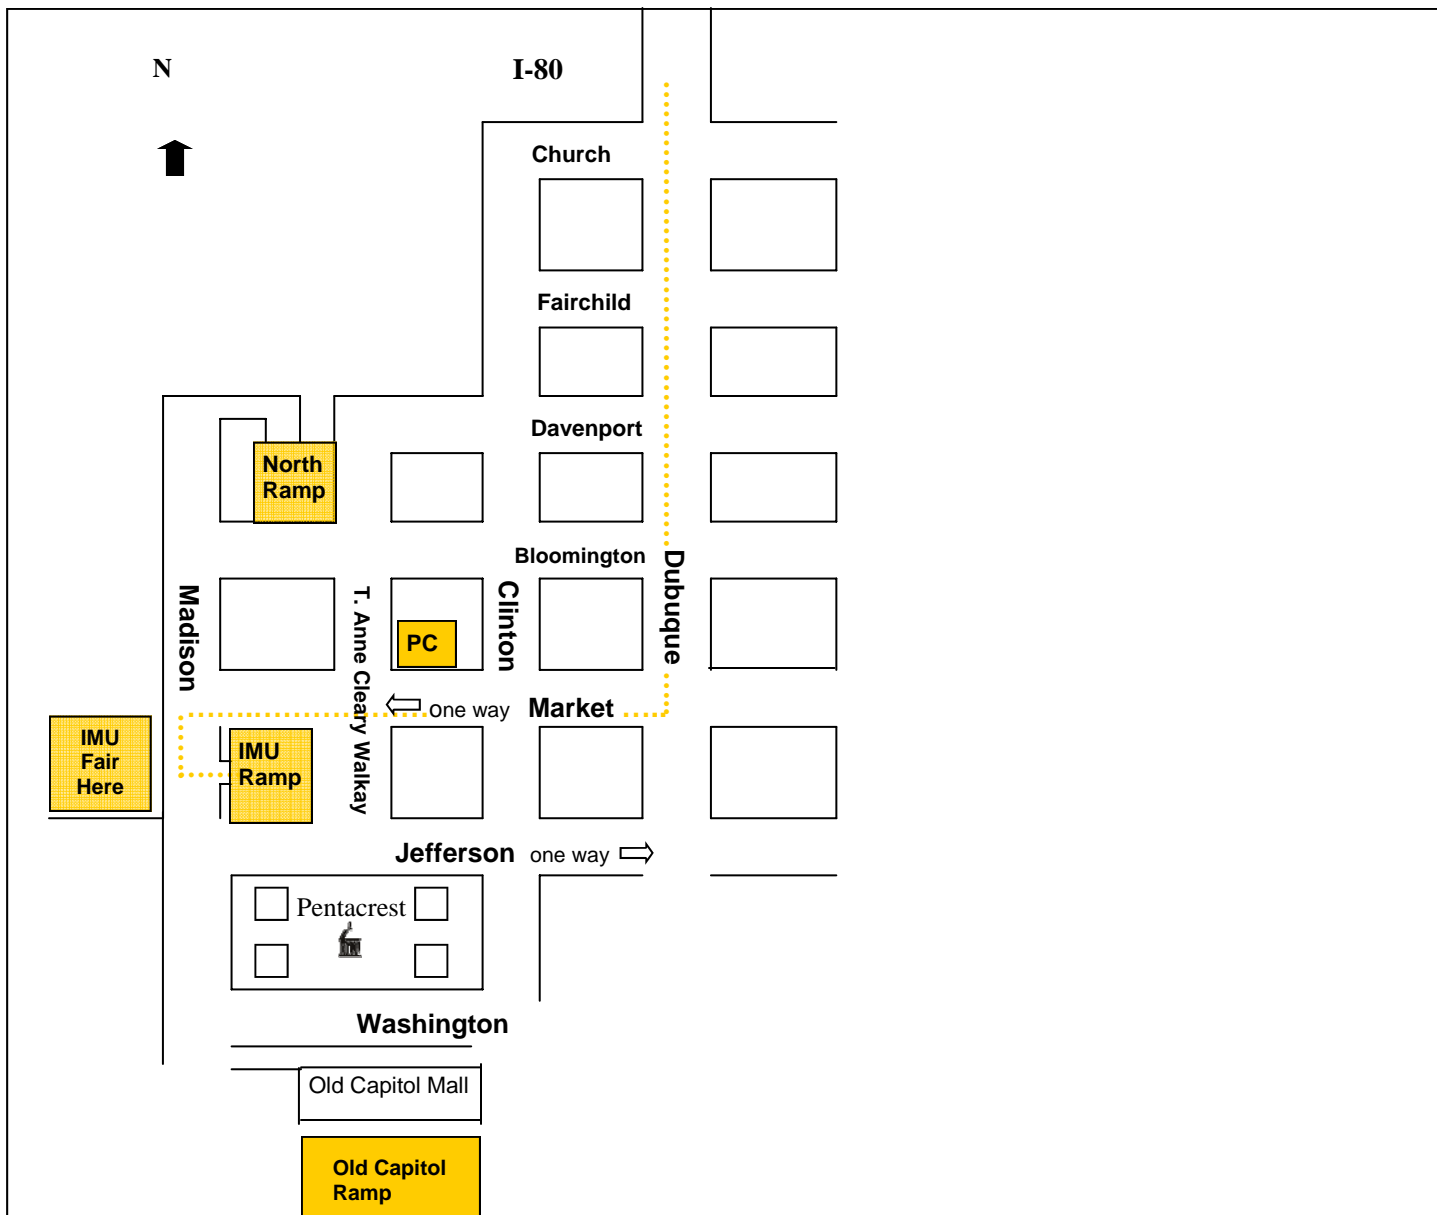 N
I-80
Church
Fairchild
Davenport
North
Ramp
Bloomington
Dubuque
Madison
T. Anne Cleary Walkay
Clinton
PC
one way
Market
IMU
Fair
Here
IMU
Ramp
Jefferson
one way
Pentacrest
Washington
Old Capitol Mall
Old Capitol
Ramp